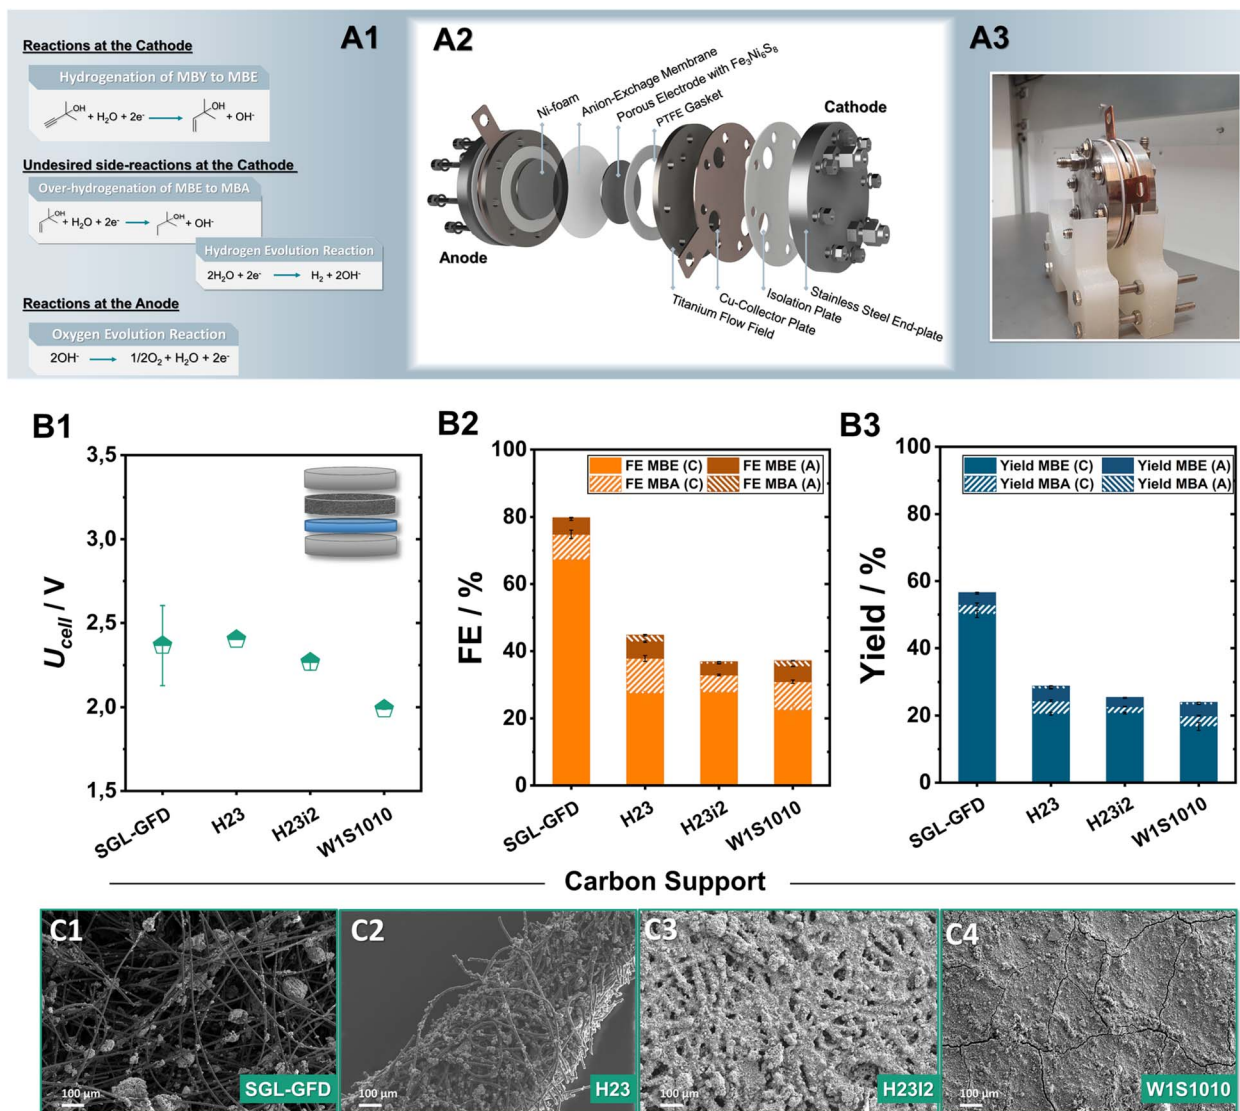 A1
Reactions at the Cathode
Hydrogenation of MBY to MBE
OH + H₂O + 2e⁻ OH + OH⁻
Undesired side-reactions at the Cathode
Over-hydrogenation of MBE to MBA
OH + H₂O + 2e⁻ OH + OH⁻
Hydrogen Evolution Reaction
2H₂O + 2e⁻ H₂ + 2OH⁻
Reactions at the Anode
Oxygen Evolution Reaction
2OH⁻ 1/2O₂ + H₂O + 2e⁻
A2
Ni-foam
Anion-Exchage Membrane
Porous Electrode with Fe₃Ni₆S₈
PTFE Gasket
Cathode
Anode
Titanium Flow Field
Cu-Collector Plate
Isolation Plate
Stainless Steel End-plate
A3
B1
U cell / V
3,5
3,0
2,5
2,0
1,5
SGL-GFD
H23
H23i2
W1S1010
B2
FE / %
100
80
60
40
20
0
FE MBE (C) FE MBE (A)
FE MBA (C) FE MBA (A)
SGL-GFD
H23
H23i2
W1S1010
B3
Yield / %
100
80
60
40
20
0
Yield MBE (C) Yield MBE (A)
Yield MBA (C) Yield MBA (A)
SGL-GFD
H23
H23i2
W1S1010
Carbon Support
C1
100 µm
SGL-GFD
C2
100 µm
H23
C3
100 µm
H23I2
C4
100 µm
W1S1010